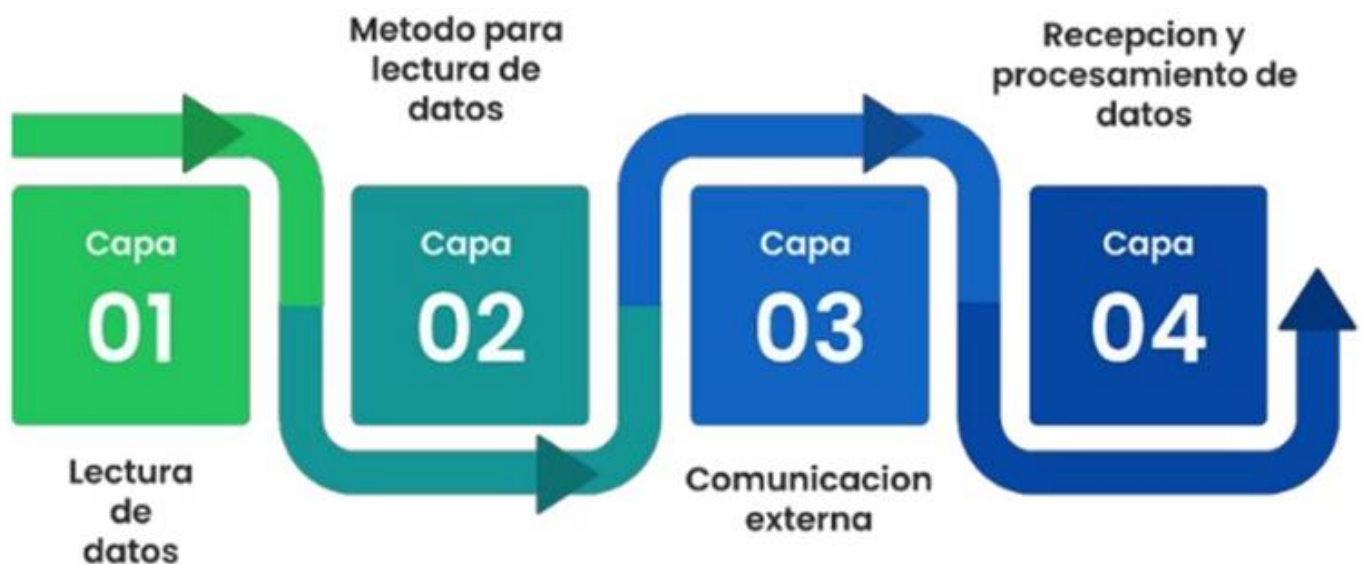 Capa
01
Lectura
de
datos
Metodo para
lectura de
datos
Capa
02
Capa
03
Comunicacion
externa
Recepcion y
procesamiento de
datos
Capa
04